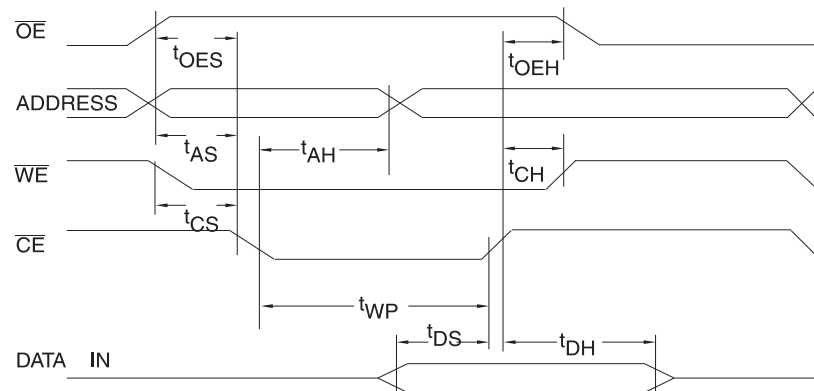 OE
tOES
tOEH
ADDRESS
tAS
tAH
tCH
WE
tCS
CE
tWP
tDS
tDH
DATA IN